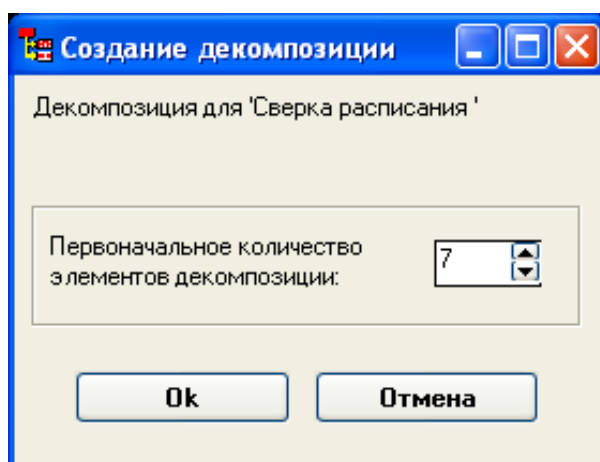 Создание декомпозиции
Декомпозиция для 'Сверка расписания '
Первоначальное количество
элементов декомпозиции:
7
Ok
Отмена